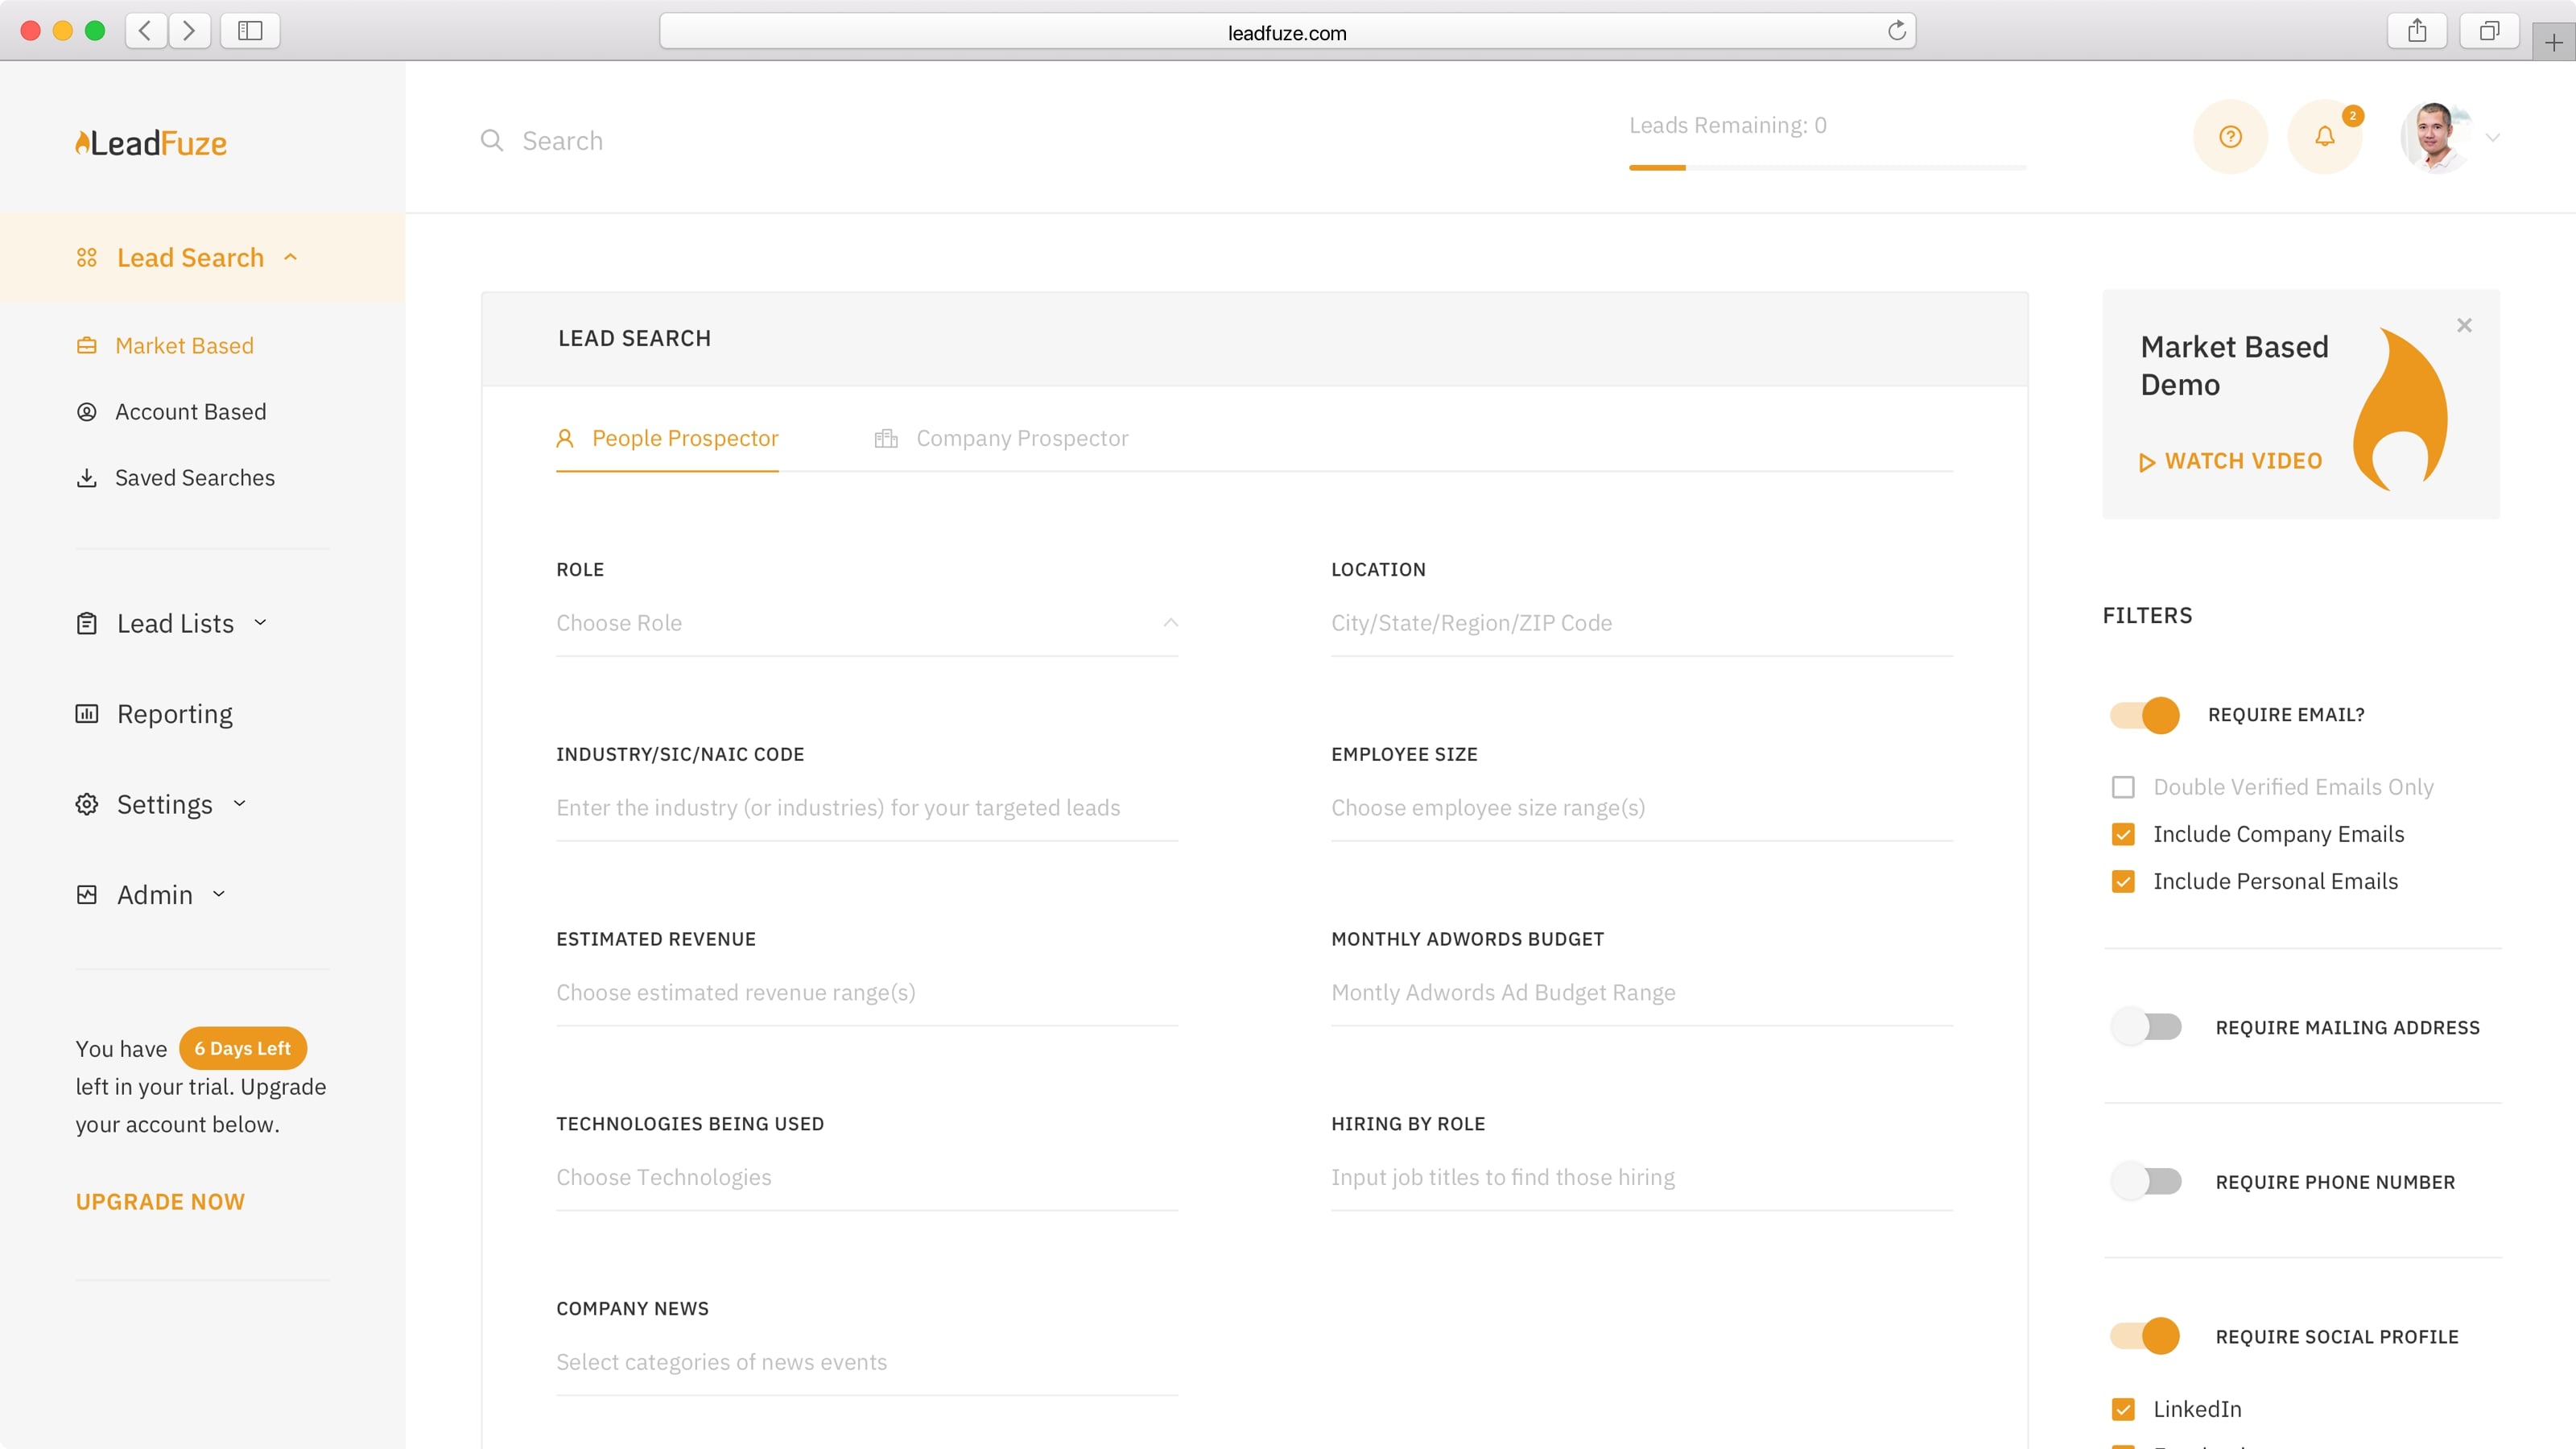 leadfuze.com
LeadFuze
Search
Leads Remaining: 0
2
Lead Search
Market Based
Account Based
Saved Searches
Lead Lists
Reporting
Settings
Admin
You have 6 Days Left
left in your trial. Upgrade
your account below.
UPGRADE NOW
LEAD SEARCH
People Prospector
Company Prospector
ROLE
Choose Role
LOCATION
City/State/Region/ZIP Code
INDUSTRY/SIC/NAIC CODE
Enter the industry (or industries) for your targeted leads
EMPLOYEE SIZE
Choose employee size range(s)
ESTIMATED REVENUE
Choose estimated revenue range(s)
MONTHLY ADWORDS BUDGET
Montly Adwords Ad Budget Range
TECHNOLOGIES BEING USED
Choose Technologies
HIRING BY ROLE
Input job titles to find those hiring
COMPANY NEWS
Select categories of news events
Market Based
Demo
WATCH VIDEO
FILTERS
REQUIRE EMAIL?
Double Verified Emails Only
Include Company Emails
Include Personal Emails
REQUIRE MAILING ADDRESS
REQUIRE PHONE NUMBER
REQUIRE SOCIAL PROFILE
LinkedIn